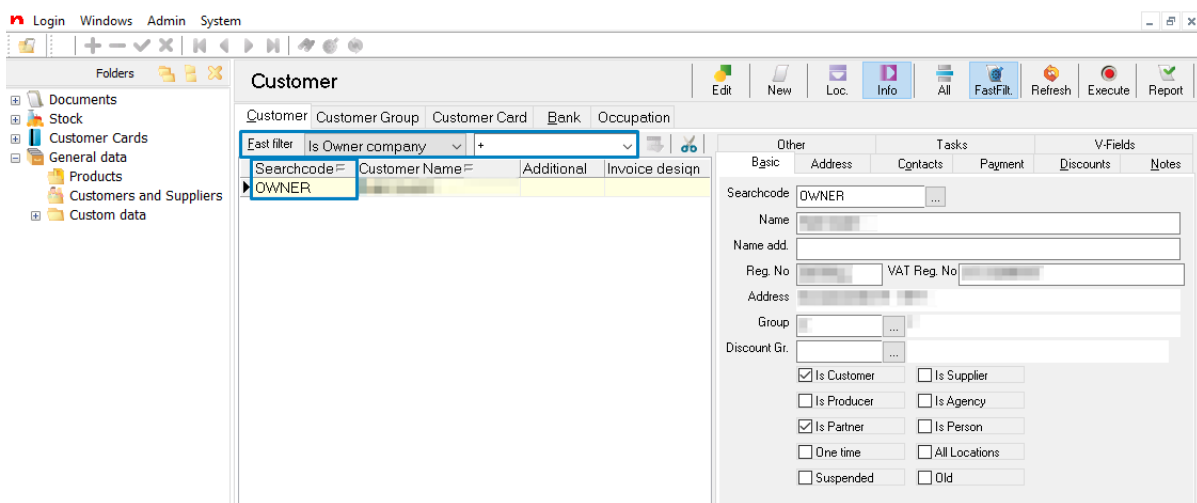 Login Windows Admin System
Folders
Documents
Stock
Customer Cards
General data
Products
Customers and Suppliers
Custom data
Customer
Edit New Loc. Info All FastFilt. Refresh Execute Report
Customer Customer Group Customer Card Bank Occupation
Fast filter Is Owner company +
Searchcode Customer Name Additional Invoice design
OWNER
Other Tasks V-Fields
Basic Address Contacts Payment Discounts Notes
Searchcode OWNER ...
Name
Name add.
Reg. No VAT Reg. No
Address
Group ...
Discount Gr. ...
Is Customer Is Supplier
Is Producer Is Agency
Is Partner Is Person
One time All Locations
Suspended Old